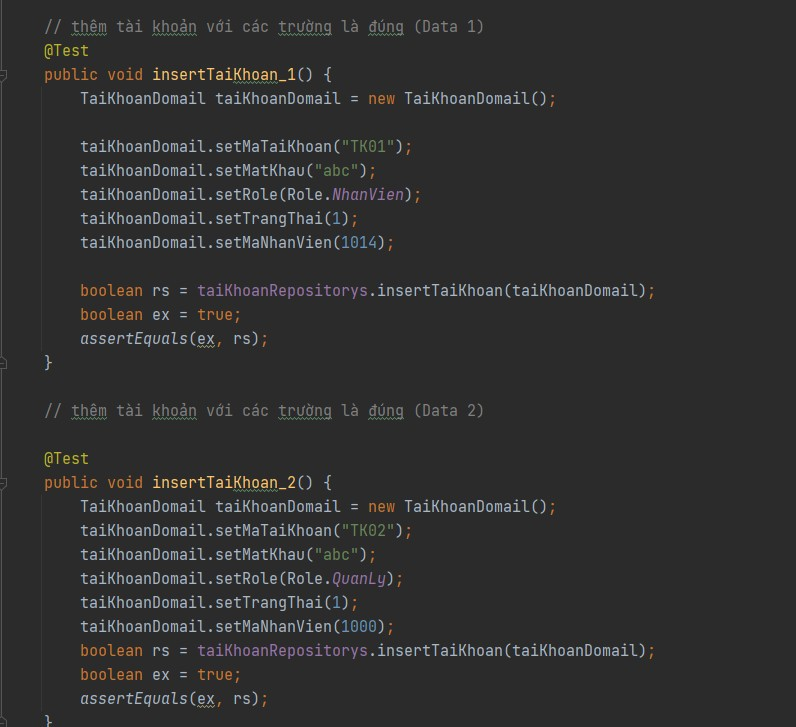 // thêm tài khoản với các trường là đúng (Data 1)
@Test
public void insertTaiKhoan_1() {
TaiKhoanDomail taiKhoanDomail = new TaiKhoanDomail();
taiKhoanDomail.setMaTaiKhoan("TK01");
taiKhoanDomail.setMatKhau("abc");
taiKhoanDomail.setRole(Role.NhanVien);
taiKhoanDomail.setTrangThai(1);
taiKhoanDomail.setMaNhanVien(1014);
boolean rs = taiKhoanRepositorys.insertTaiKhoan(taiKhoanDomail);
boolean ex = true;
assertEquals(ex, rs);
}
// thêm tài khoản với các trường là đúng (Data 2)
@Test
public void insertTaiKhoan_2() {
TaiKhoanDomail taiKhoanDomail = new TaiKhoanDomail();
taiKhoanDomail.setMaTaiKhoan("TK02");
taiKhoanDomail.setMatKhau("abc");
taiKhoanDomail.setRole(Role.QuanLy);
taiKhoanDomail.setTrangThai(1);
taiKhoanDomail.setMaNhanVien(1000);
boolean rs = taiKhoanRepositorys.insertTaiKhoan(taiKhoanDomail);
boolean ex = true;
assertEquals(ex, rs);
}